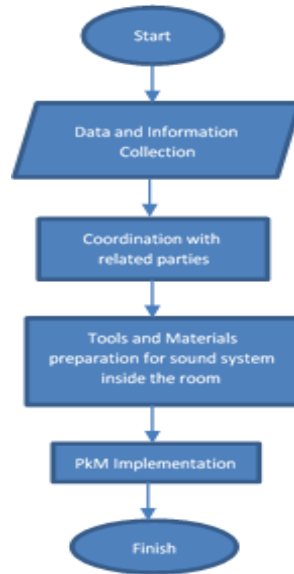 Start
Data and Information
Collection
Coordination with
related parties
Tools and Materials
preparation for sound system
inside the room
PkM Implementation
Finish